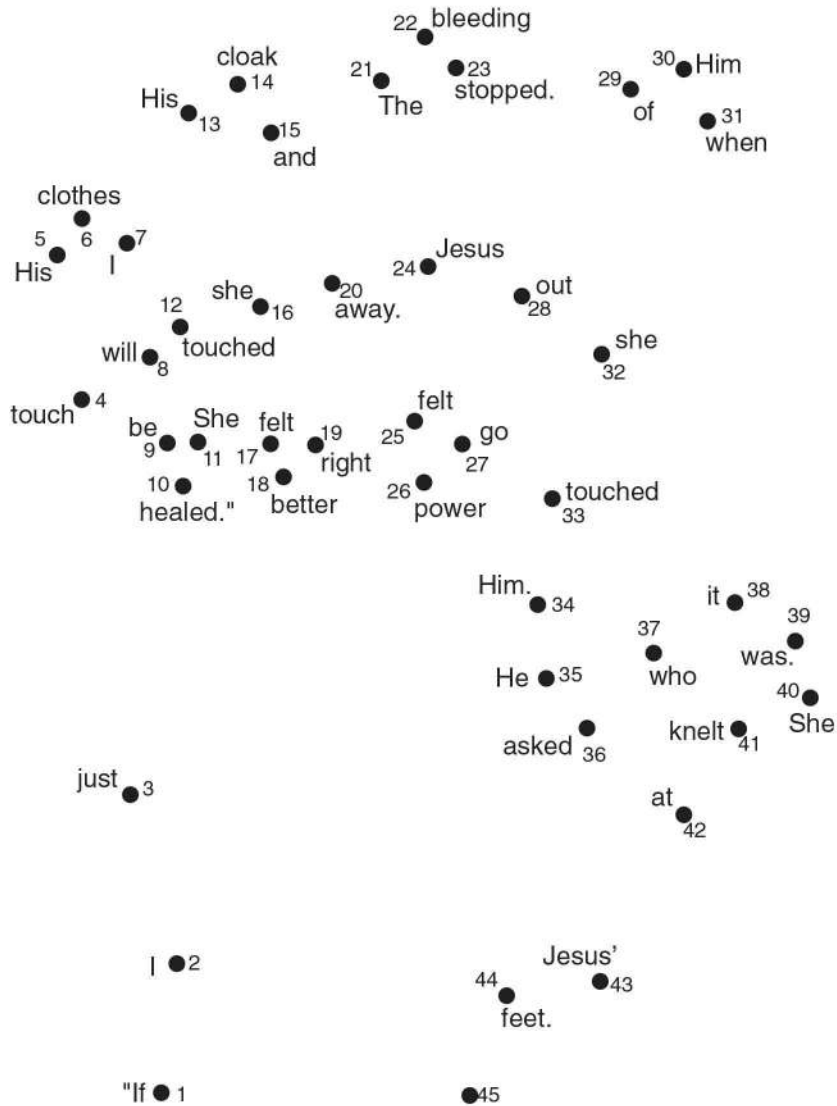 "If 1
I 2
just 3
touch 4
5 His
clothes 6
7 I
will 8
be 9
10 healed."
She 11
12 touched
His 13
cloak 14
15 and
she 16
felt 17
18 better
19 right
20 away.
21 The
22 bleeding
23 stopped.
24 Jesus
felt 25
26 power
go 27
out 28
29 of
30 Him
31 when
she 32
touched 33
Him. 34
He 35
asked 36
37 who
it 38
39 was.
40 She
knelt 41
at 42
Jesus’ 43
44 feet.
45